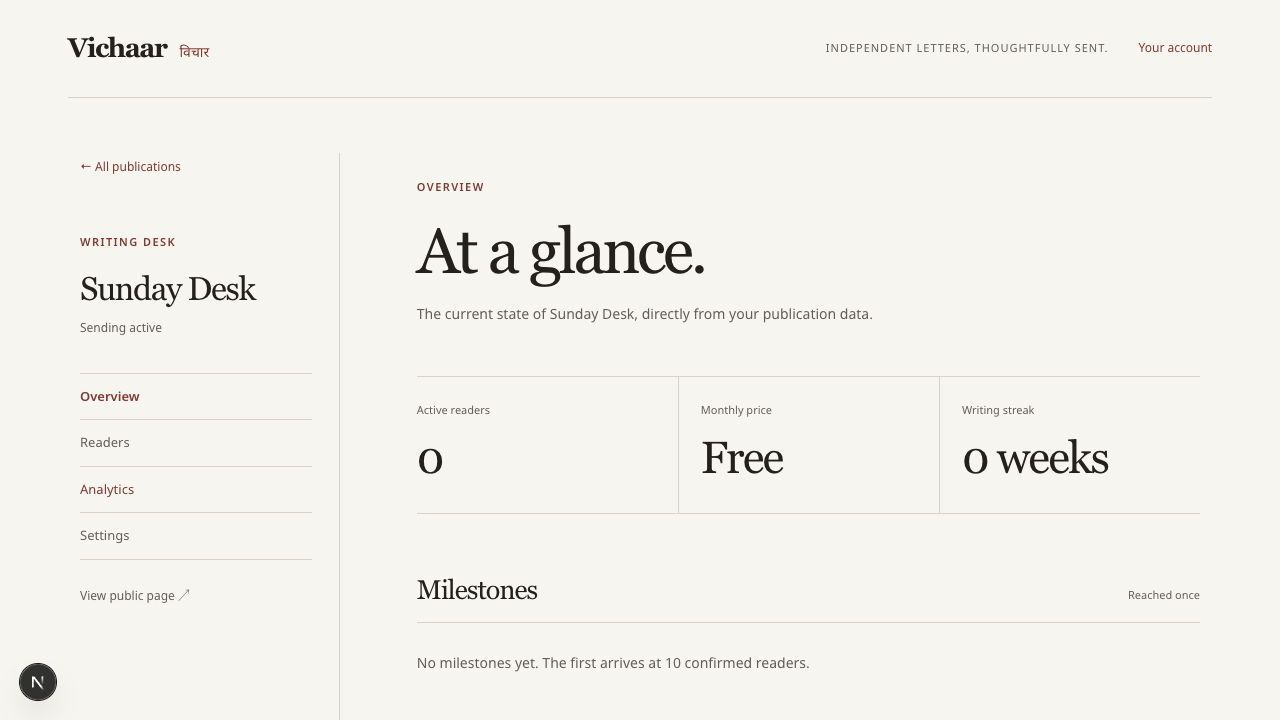 Vichaar विचार
INDEPENDENT LETTERS, THOUGHTFULLY SENT.
Your account
← All publications
WRITING DESK
Sunday Desk
Sending active
Overview
Readers
Analytics
Settings
View public page ↗
OVERVIEW
At a glance.
The current state of Sunday Desk, directly from your publication data.
Active readers
0
Monthly price
Free
Writing streak
0 weeks
Milestones
Reached once
No milestones yet. The first arrives at 10 confirmed readers.
N